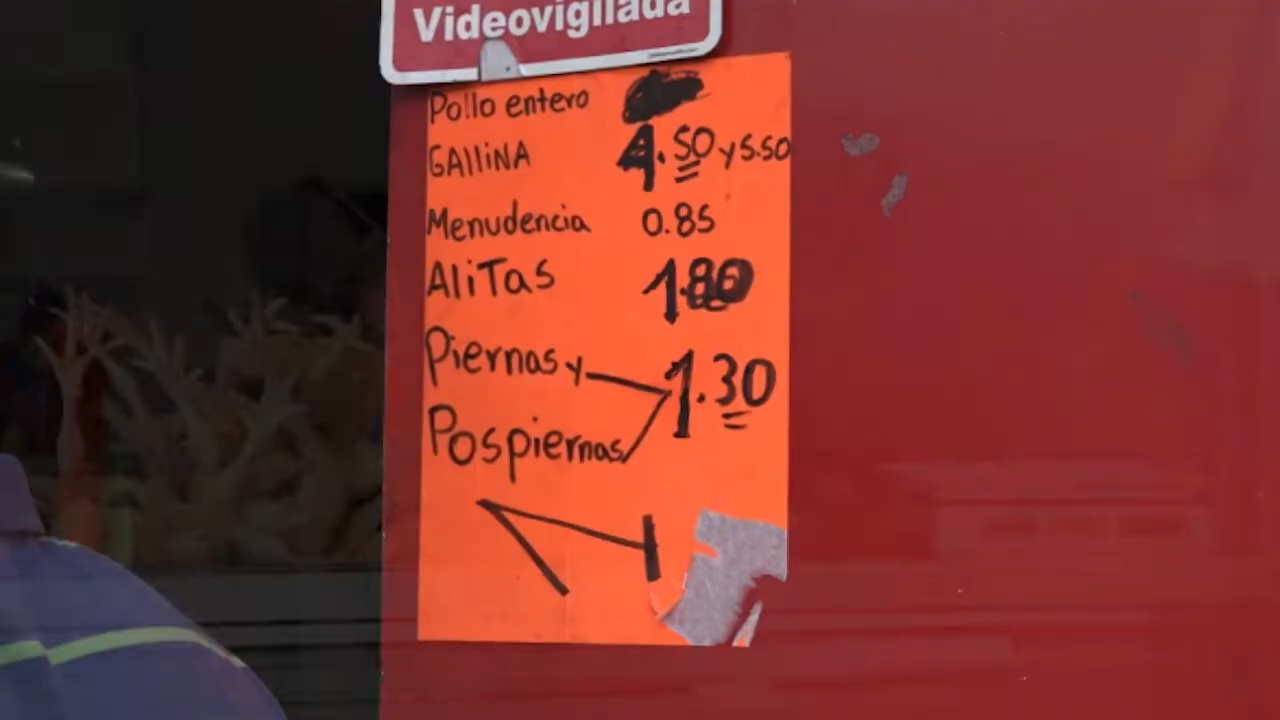 Videovigilada
Pollo entero
GALLiNA 4.50 y 5.50
Menudencia 0.85
AliTas 1.80
Piernas y 1.30
Pospiernas